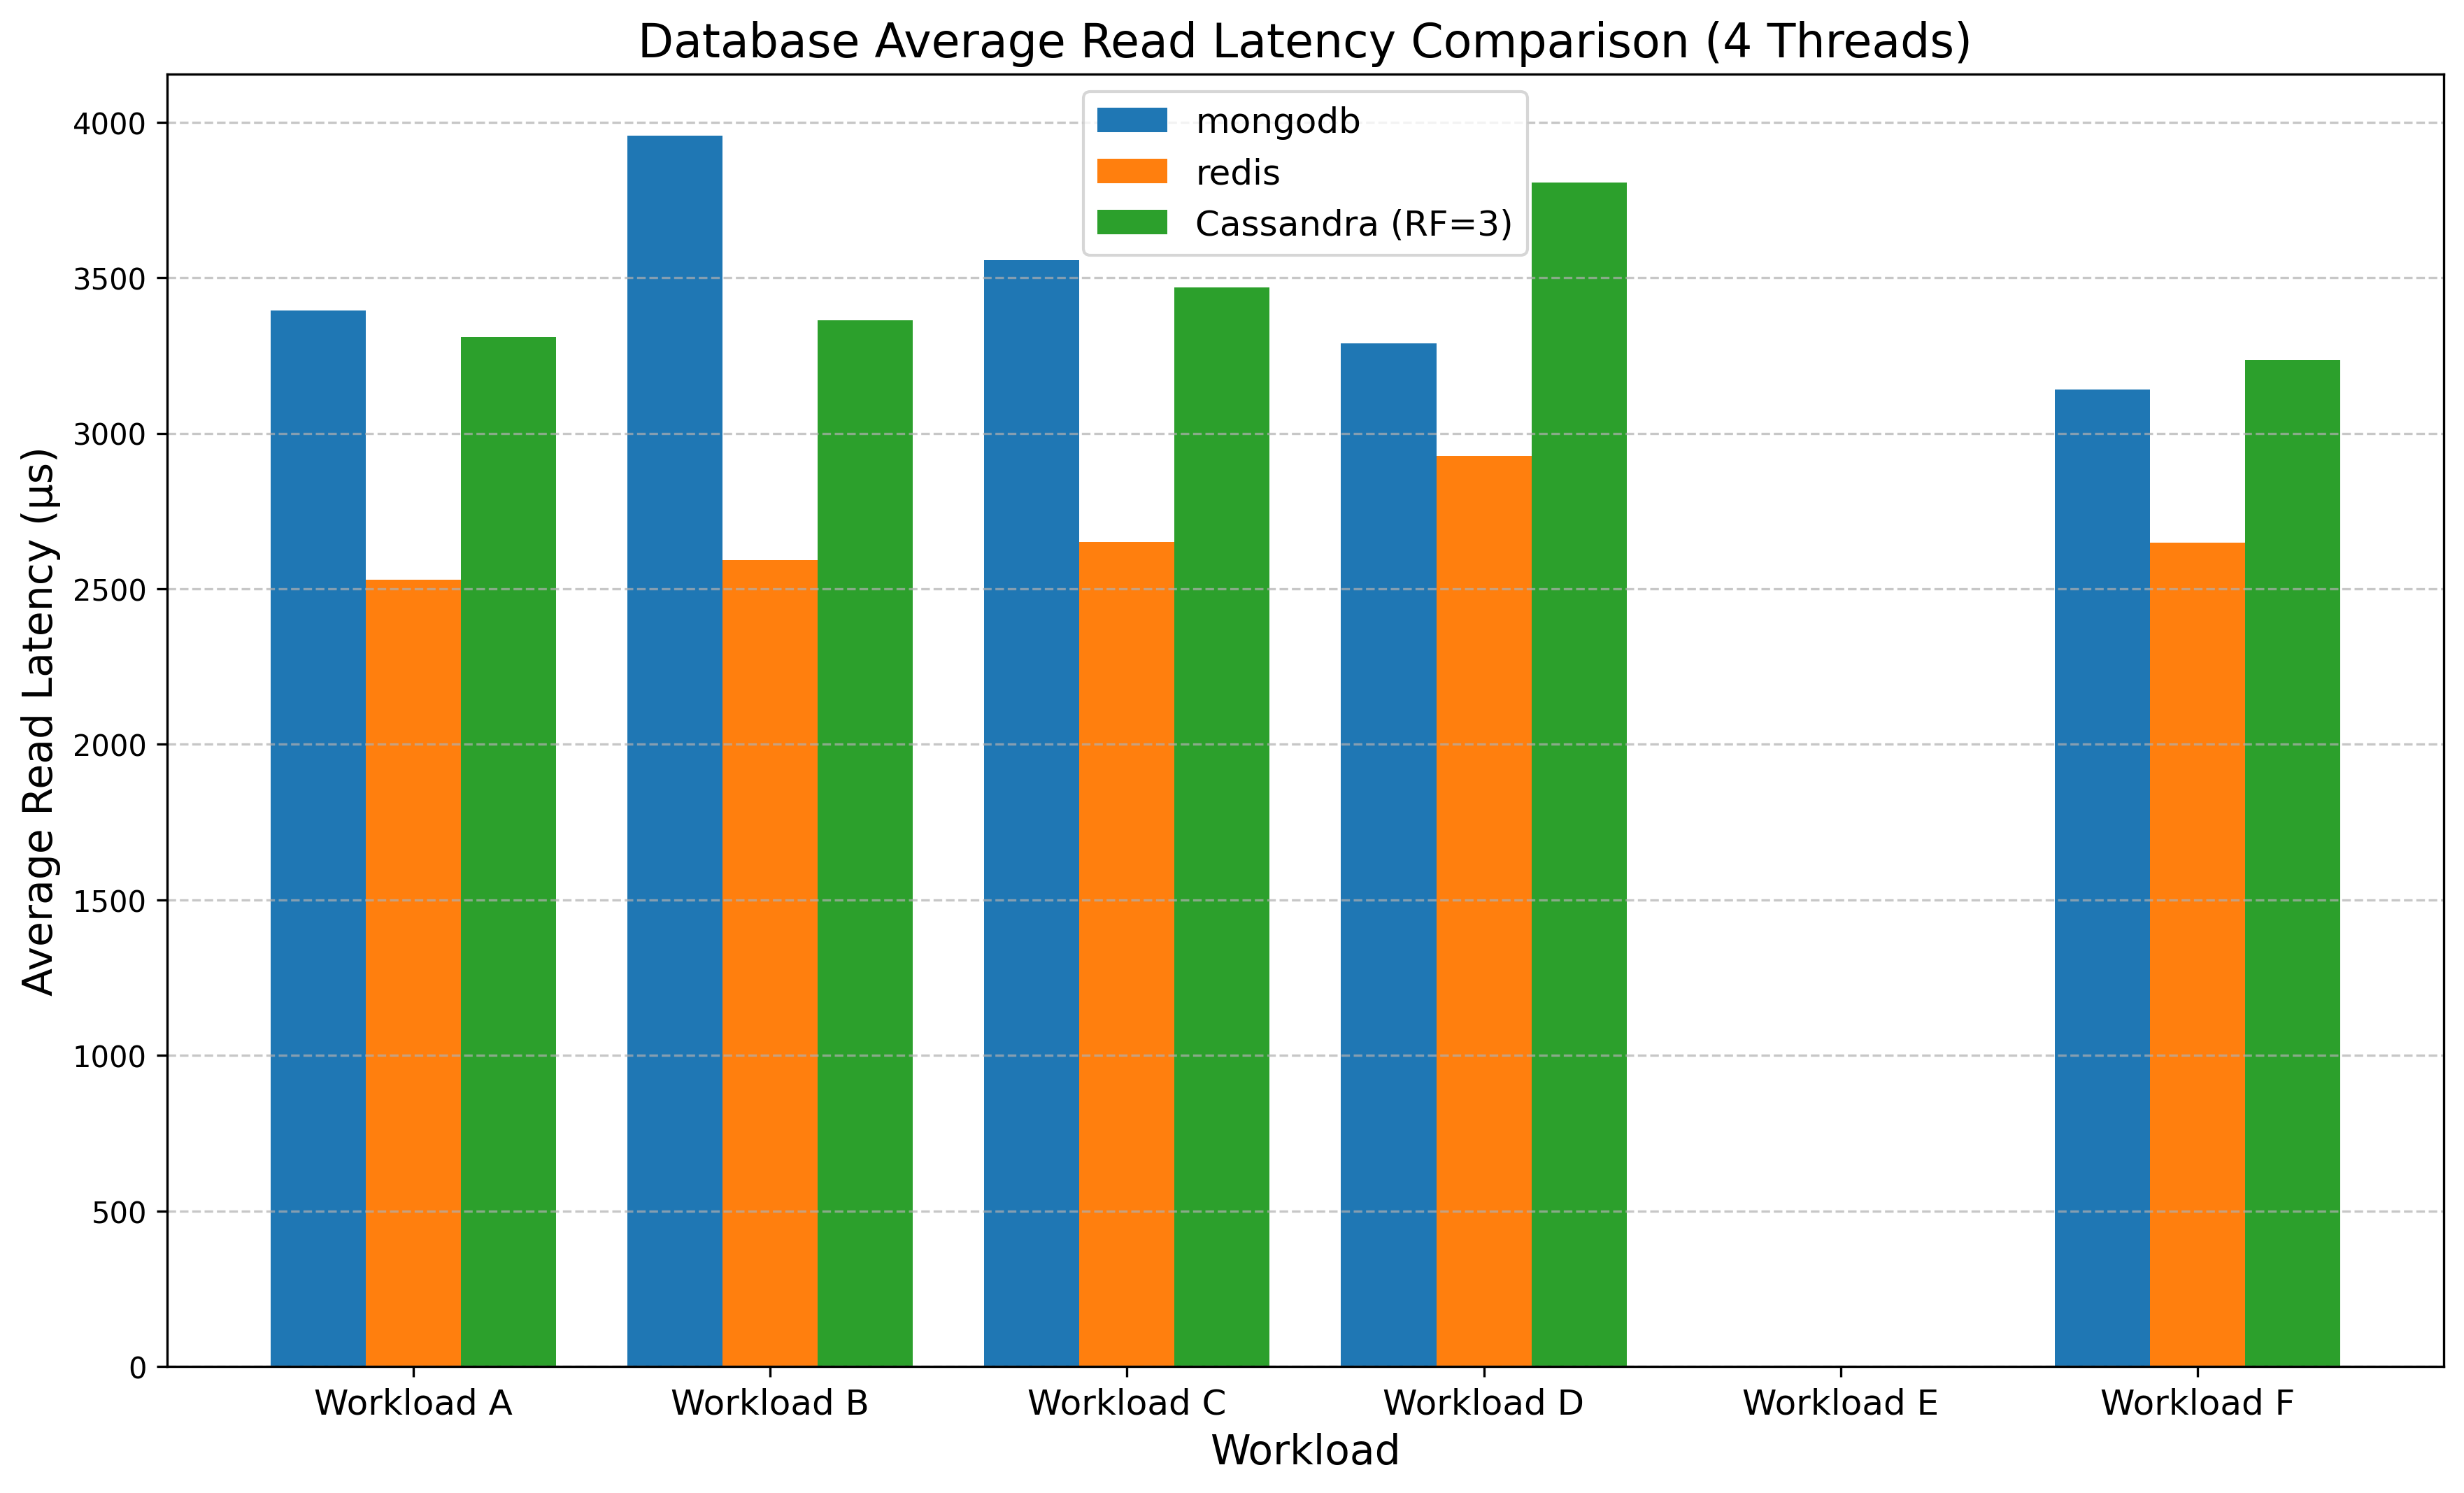 Database Average Read Latency Comparison (4 Threads)
mongodb
redis
Cassandra (RF=3)
Average Read Latency (µs)
4000
3500
3000
2500
2000
1500
1000
500
0
Workload A
Workload B
Workload C
Workload D
Workload E
Workload F
Workload